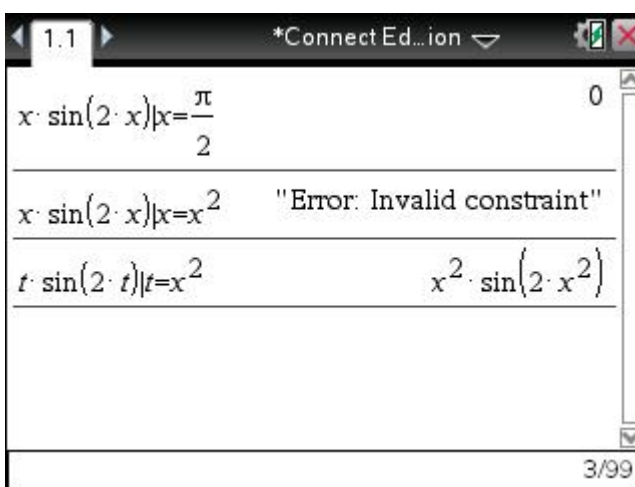 1.1 *Connect Ed...ion
x· sin(2· x)|x=π/2 0
x· sin(2· x)|x=x² "Error: Invalid constraint"
t· sin(2· t)|t=x² x²· sin(2· x²)
3/99